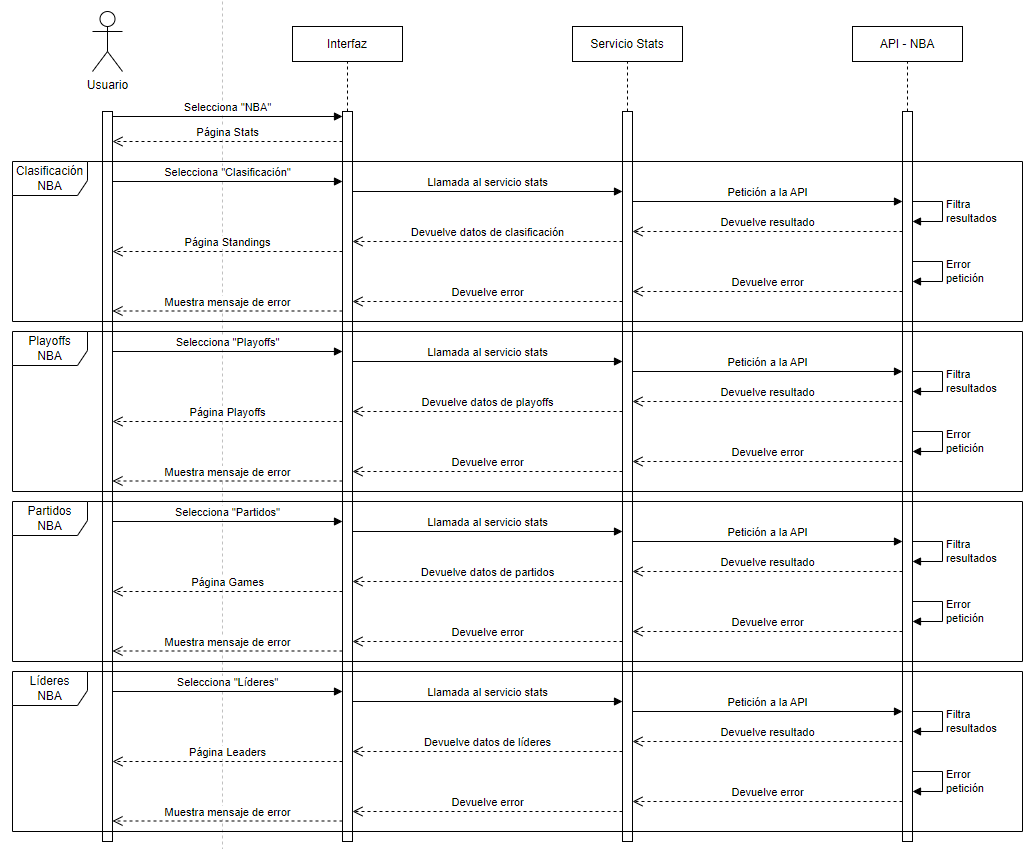 Usuario
Interfaz
Servicio Stats
API - NBA
Selecciona "NBA"
Página Stats
Clasificación
NBA
Selecciona "Clasificación"
Llamada al servicio stats
Petición a la API
Filtra
resultados
Devuelve resultado
Devuelve datos de clasificación
Página Standings
Error
petición
Devuelve error
Devuelve error
Muestra mensaje de error
Playoffs
NBA
Selecciona "Playoffs"
Llamada al servicio stats
Petición a la API
Filtra
resultados
Devuelve resultado
Devuelve datos de playoffs
Página Playoffs
Error
petición
Devuelve error
Devuelve error
Muestra mensaje de error
Partidos
NBA
Selecciona "Partidos"
Llamada al servicio stats
Petición a la API
Filtra
resultados
Devuelve resultado
Devuelve datos de partidos
Página Games
Error
petición
Devuelve error
Devuelve error
Muestra mensaje de error
Líderes
NBA
Selecciona "Líderes"
Llamada al servicio stats
Petición a la API
Filtra
resultados
Devuelve resultado
Devuelve datos de líderes
Página Leaders
Error
petición
Devuelve error
Devuelve error
Muestra mensaje de error